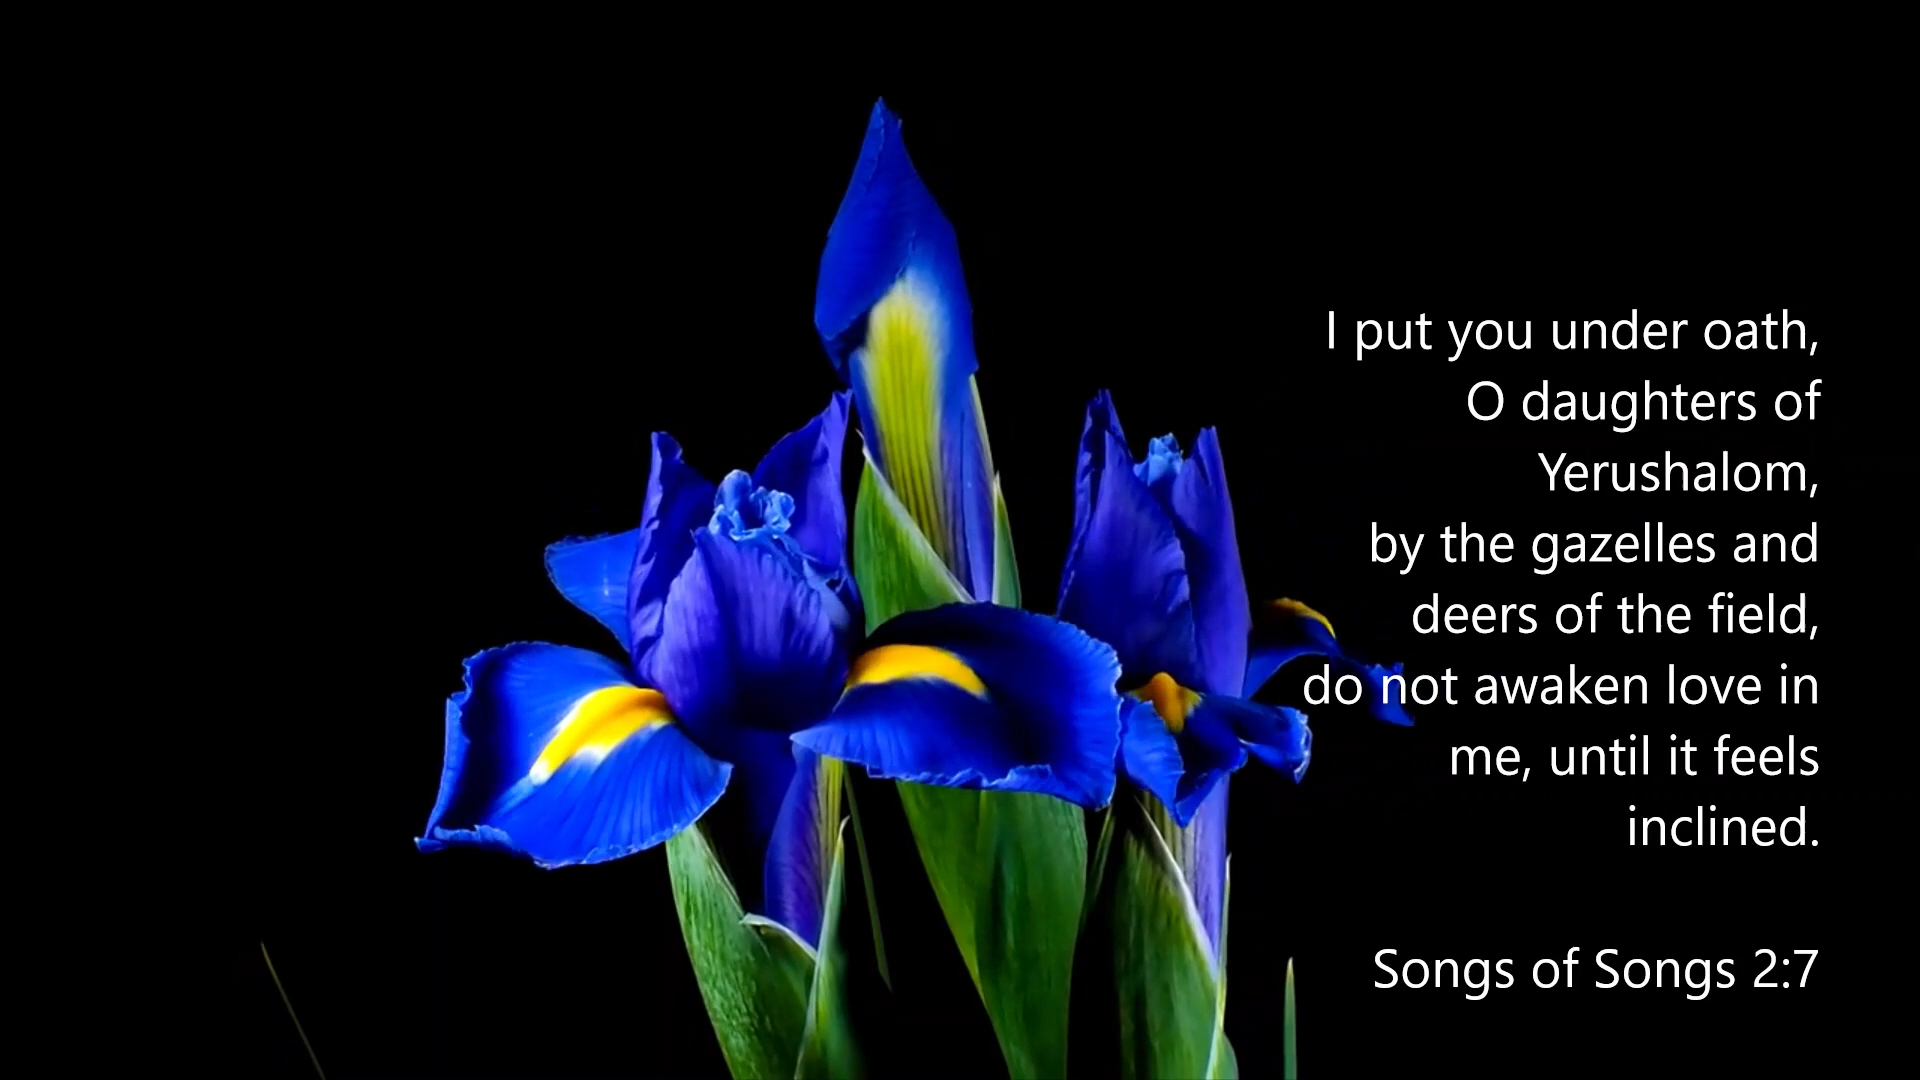 I put you under oath,
O daughters of
Yerushalom,
by the gazelles and
deers of the field,
do not awaken love in
me, until it feels
inclined.
Songs of Songs 2:7